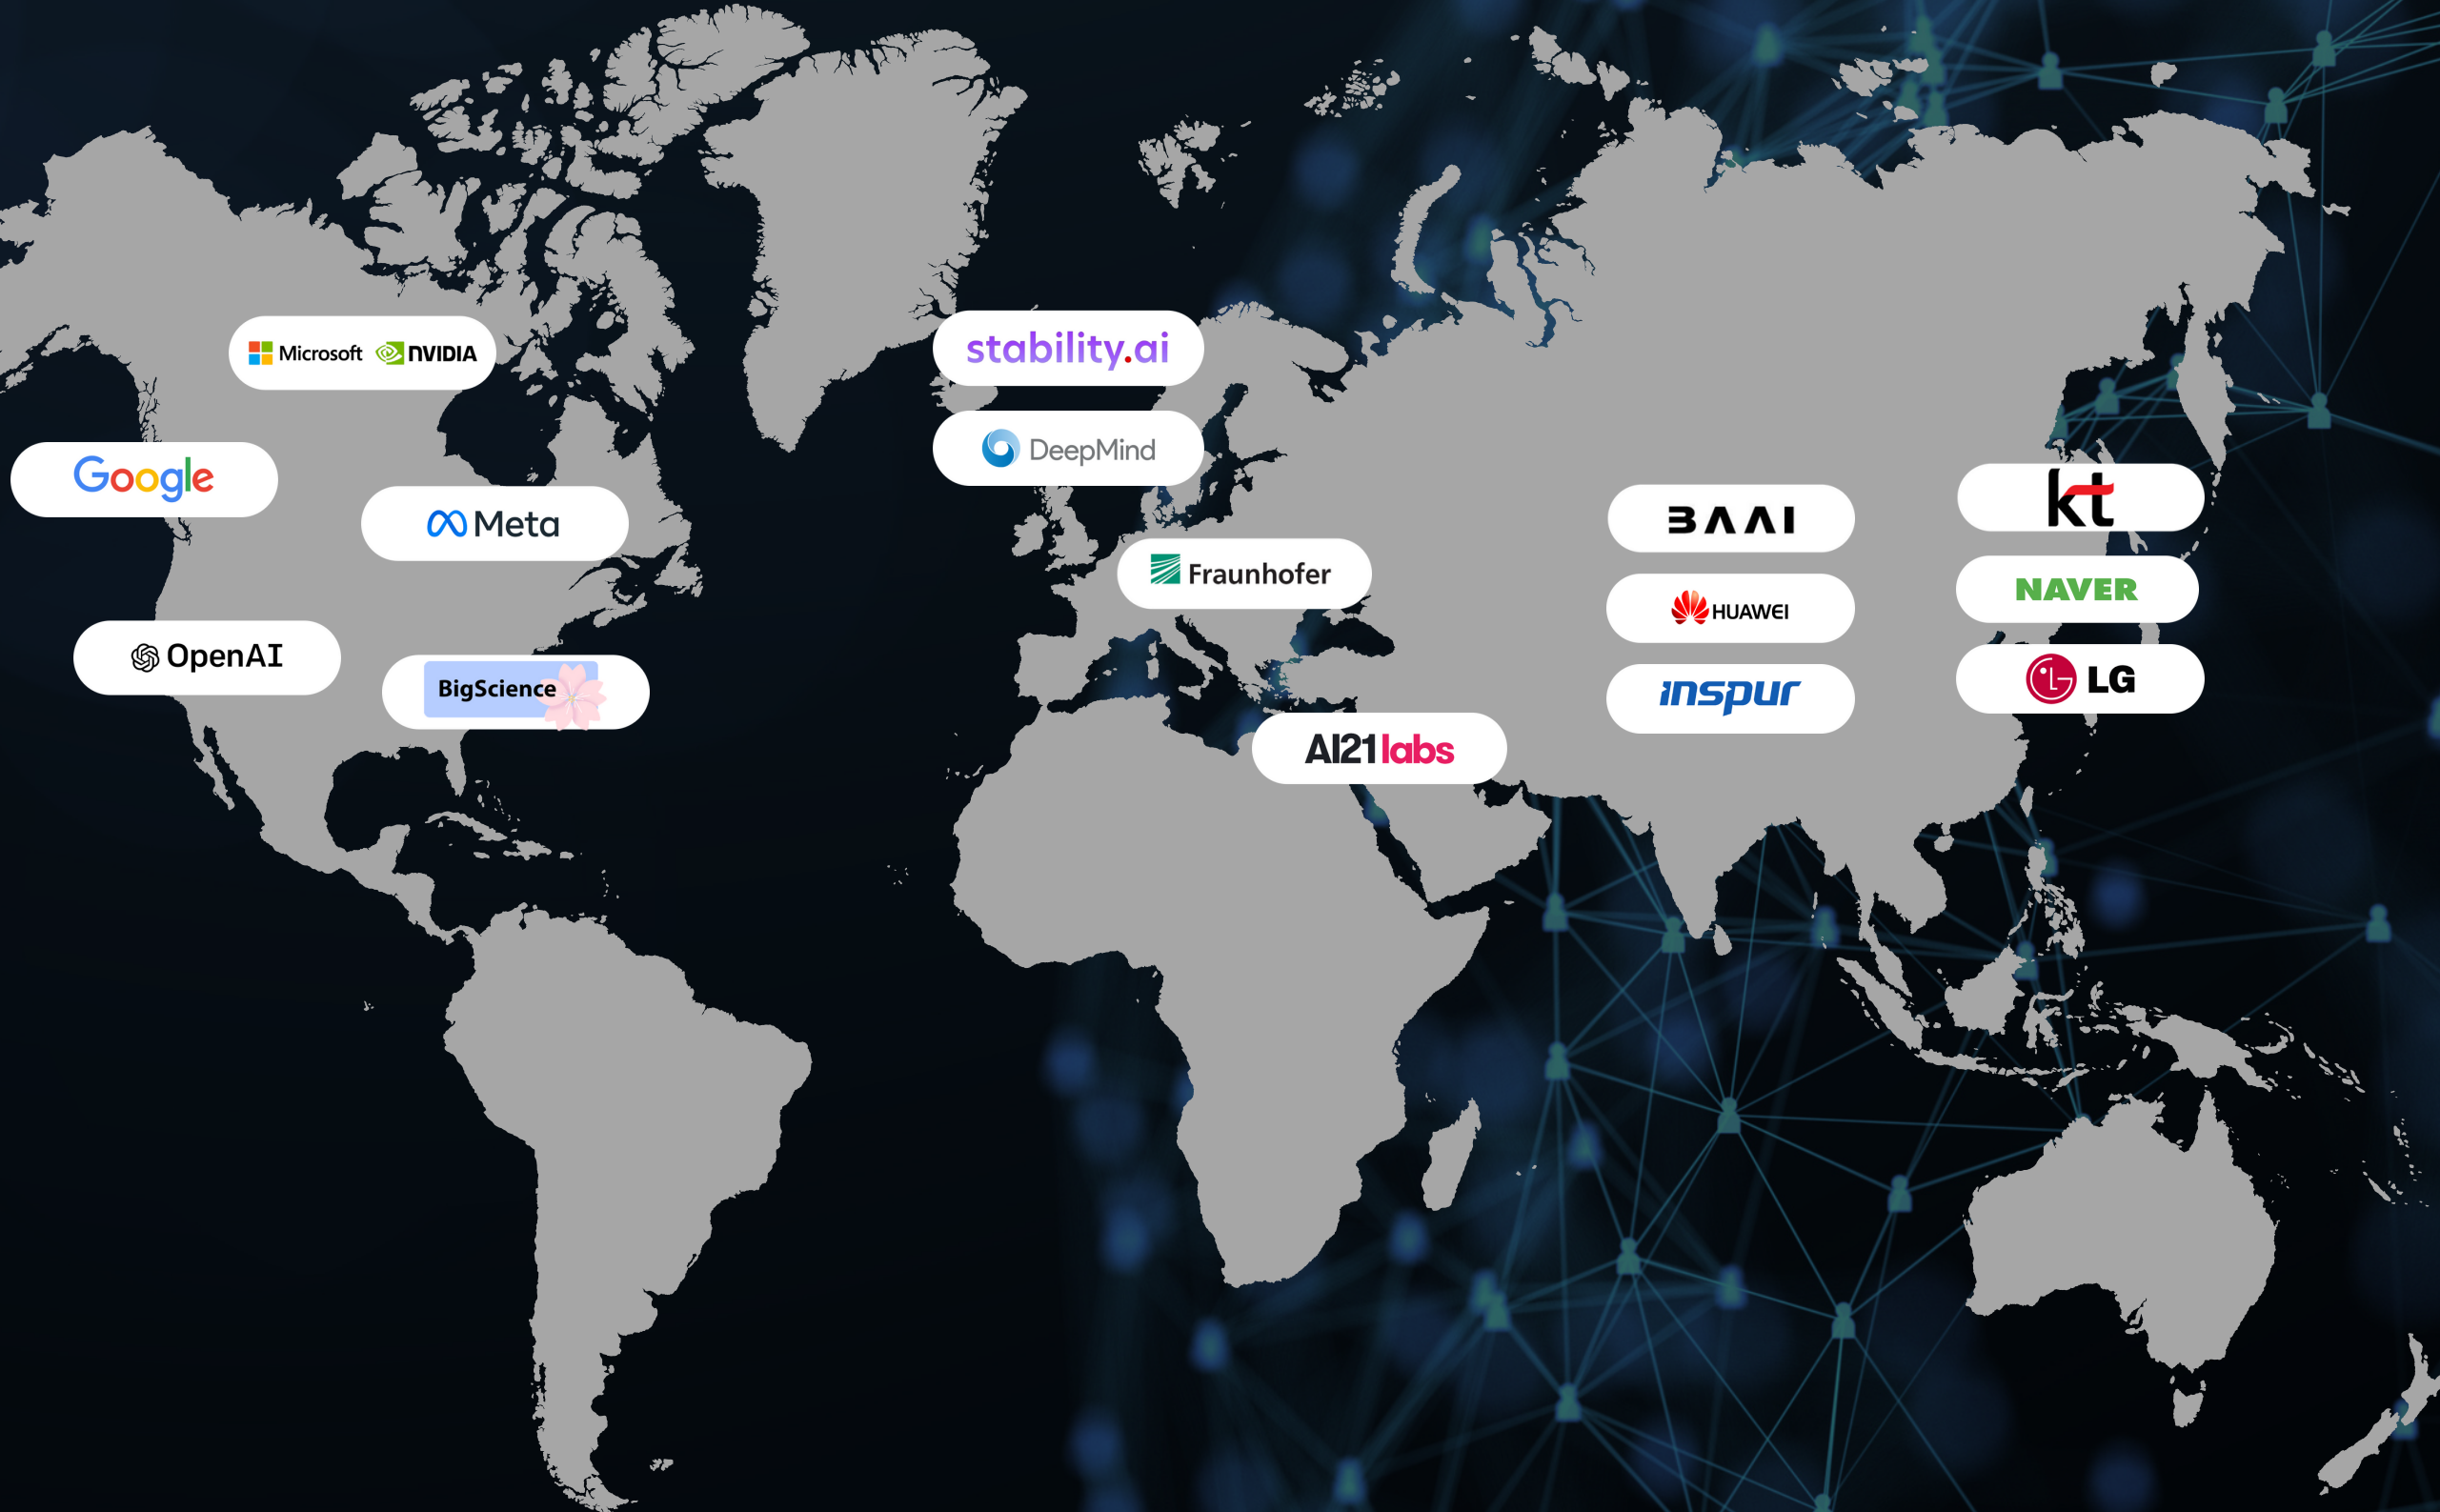 Microsoft NVIDIA
Google
Meta
OpenAI
BigScience
stability.ai
DeepMind
Fraunhofer
AI21labs
BAAI
HUAWEI
inspur
kt
NAVER
LG